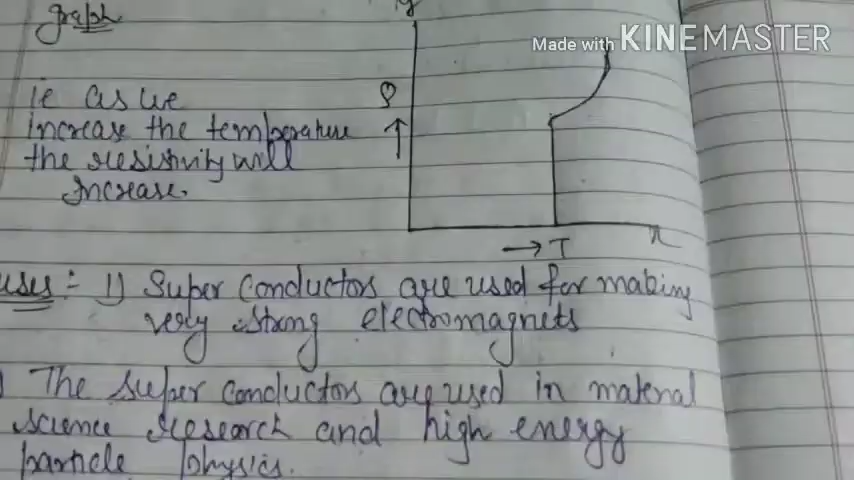 graph
Made with KINEMASTER
ie as we
increase the temperature
the resistivity will
increase.
ρ
→ T
x
uses:- 1) Super conductors are used for making
very strong electromagnets
) The super conductors are used in material
science research and high energy
particle physics.